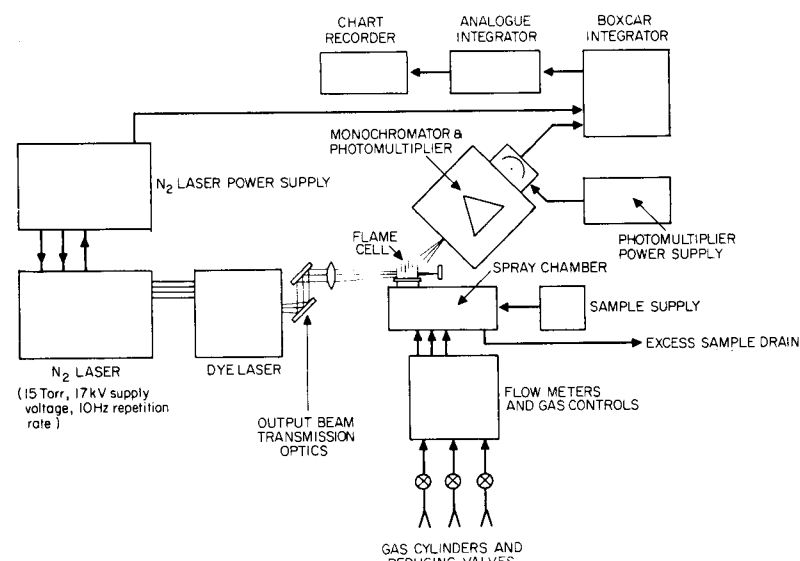 CHART
RECORDER
ANALOGUE
INTEGRATOR
BOXCAR
INTEGRATOR
MONOCHROMATOR &
PHOTOMULTIPLIER
N2 LASER POWER SUPPLY
FLAME
CELL
PHOTOMULTIPLIER
POWER SUPPLY
SPRAY CHAMBER
SAMPLE SUPPLY
EXCESS SAMPLE DRAIN
N2 LASER
(15 Torr, 17kV supply
voltage, 10Hz repetition
rate)
DYE LASER
OUTPUT BEAM
TRANSMISSION
OPTICS
FLOW METERS
AND GAS CONTROLS
GAS CYLINDERS AND
REDUCING VALVES